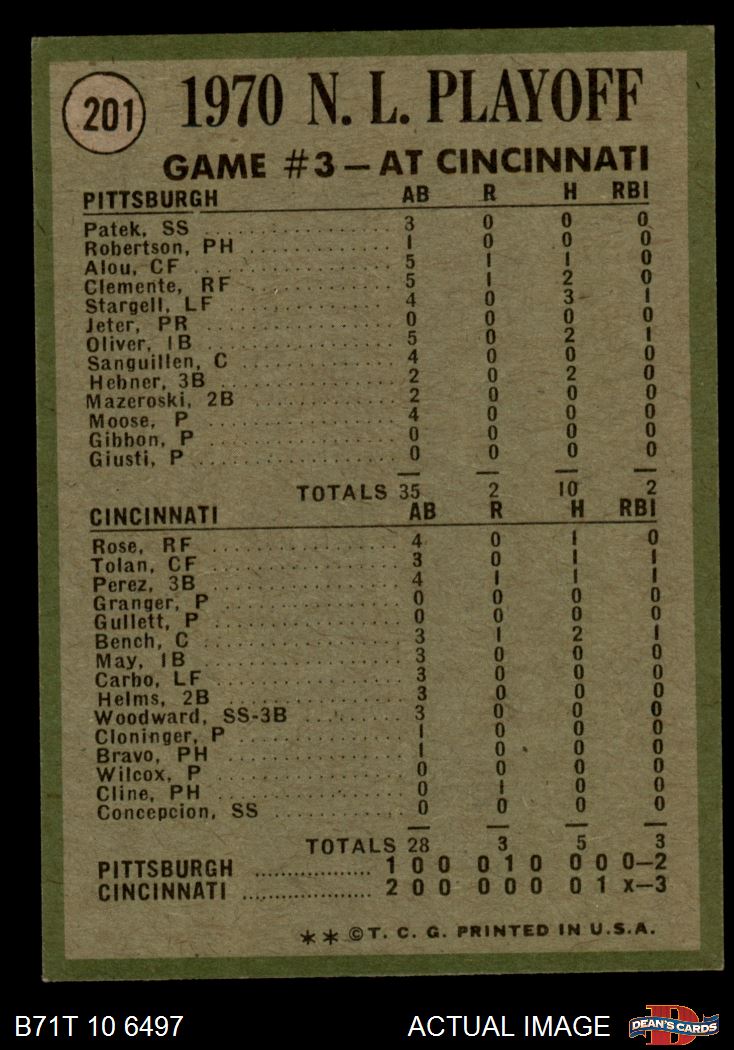 201
1970 N. L. PLAYOFF
GAME #3 — AT CINCINNATI
PITTSBURGH AB R H RBI
Patek, SS 3 0 0 0
Robertson, PH 1 0 0 0
Alou, CF 5 1 1 0
Clemente, RF 5 1 2 0
Stargell, LF 4 0 3 1
Jeter, PR 0 0 0 0
Oliver, 1B 5 0 2 1
Sanguillen, C 4 0 0 0
Hebner, 3B 2 0 2 0
Mazeroski, 2B 2 0 0 0
Moose, P 4 0 0 0
Gibbon, P 0 0 0 0
Giusti, P 0 0 0 0
TOTALS 35 2 10 2
CINCINNATI AB R H RBI
Rose, RF 4 0 1 0
Tolan, CF 3 0 1 1
Perez, 3B 4 1 1 1
Granger, P 0 0 0 0
Gullett, P 0 0 0 0
Bench, C 3 1 2 1
May, 1B 3 0 0 0
Carbo, LF 3 0 0 0
Helms, 2B 3 0 0 0
Woodward, SS-3B 3 0 0 0
Cloninger, P 1 0 0 0
Bravo, PH 1 0 0 0
Wilcox, P 0 0 0 0
Cline, PH 0 1 0 0
Concepcion, SS 0 0 0 0
TOTALS 28 3 5 3
PITTSBURGH 1 0 0 0 1 0 0 0 0—2
CINCINNATI 2 0 0 0 0 0 0 1 x—3
** © T. C. G. PRINTED IN U.S.A.
B71T 10 6497 ACTUAL IMAGE DEAN'S CARDS